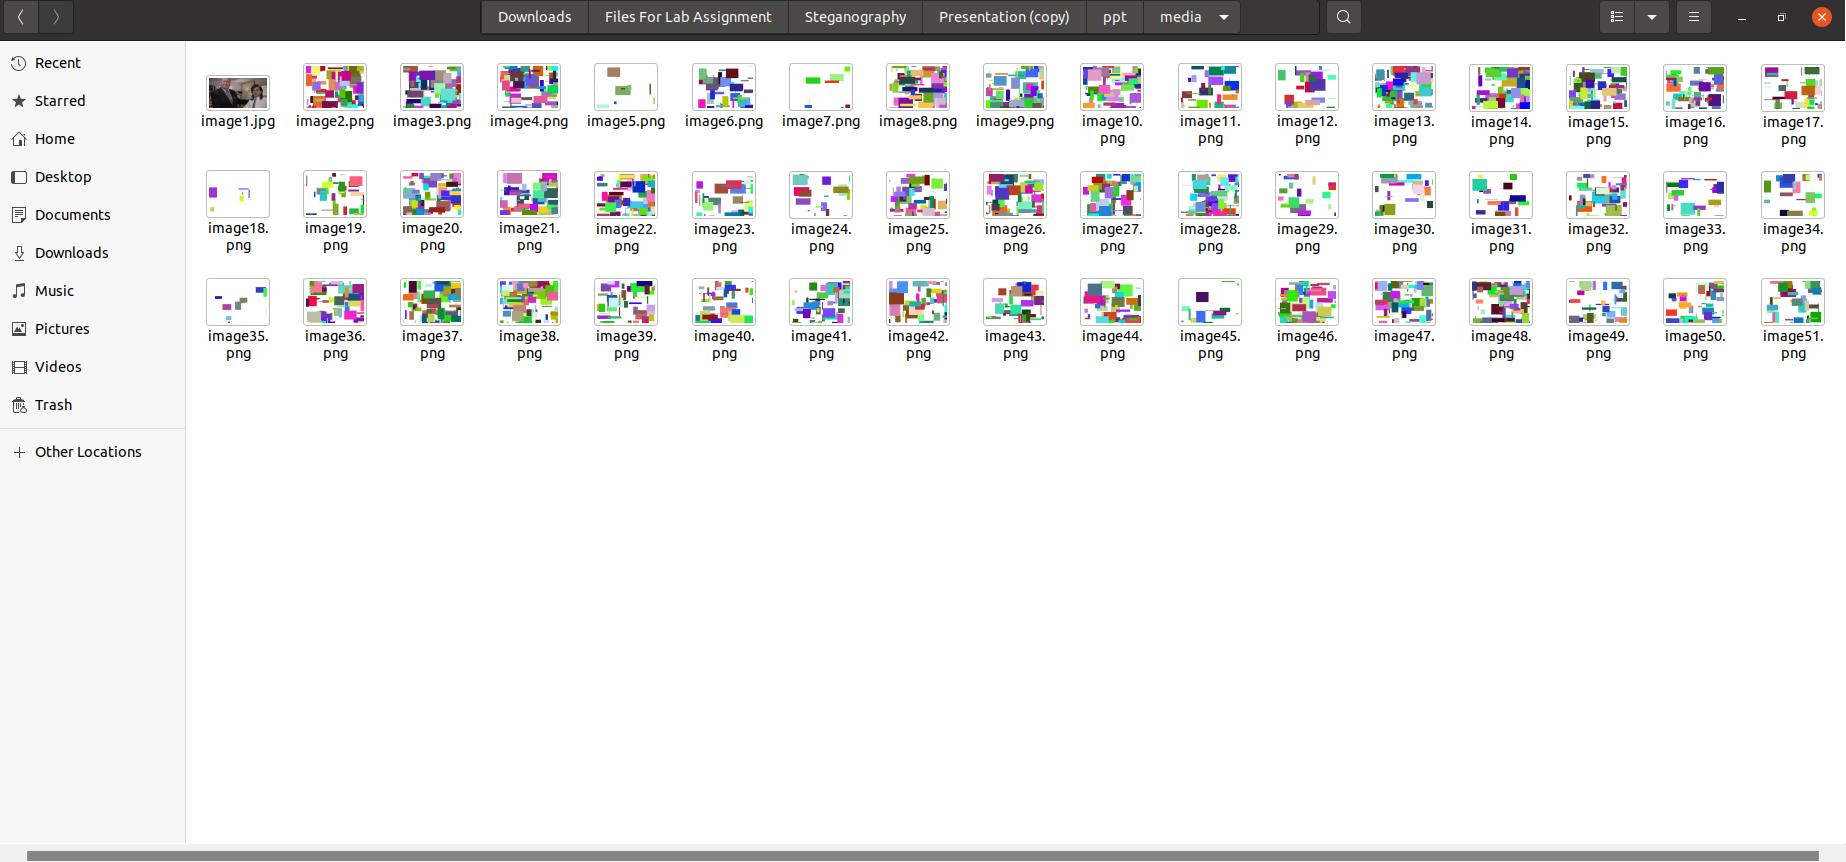 Downloads Files For Lab Assignment Steganography Presentation (copy) ppt media
Recent
Starred
Home
Desktop
Documents
Downloads
Music
Pictures
Videos
Trash
Other Locations
image1.jpg image2.png image3.png image4.png image5.png image6.png image7.png image8.png image9.png image10. image11. image12. image13. image14. image15. image16. image17.
png png png png png png png png
image18. image19. image20. image21. image22. image23. image24. image25. image26. image27. image28. image29. image30. image31. image32. image33. image34.
png png png png png png png png png png png png png png png png png
image35. image36. image37. image38. image39. image40. image41. image42. image43. image44. image45. image46. image47. image48. image49. image50. image51.
png png png png png png png png png png png png png png png png png